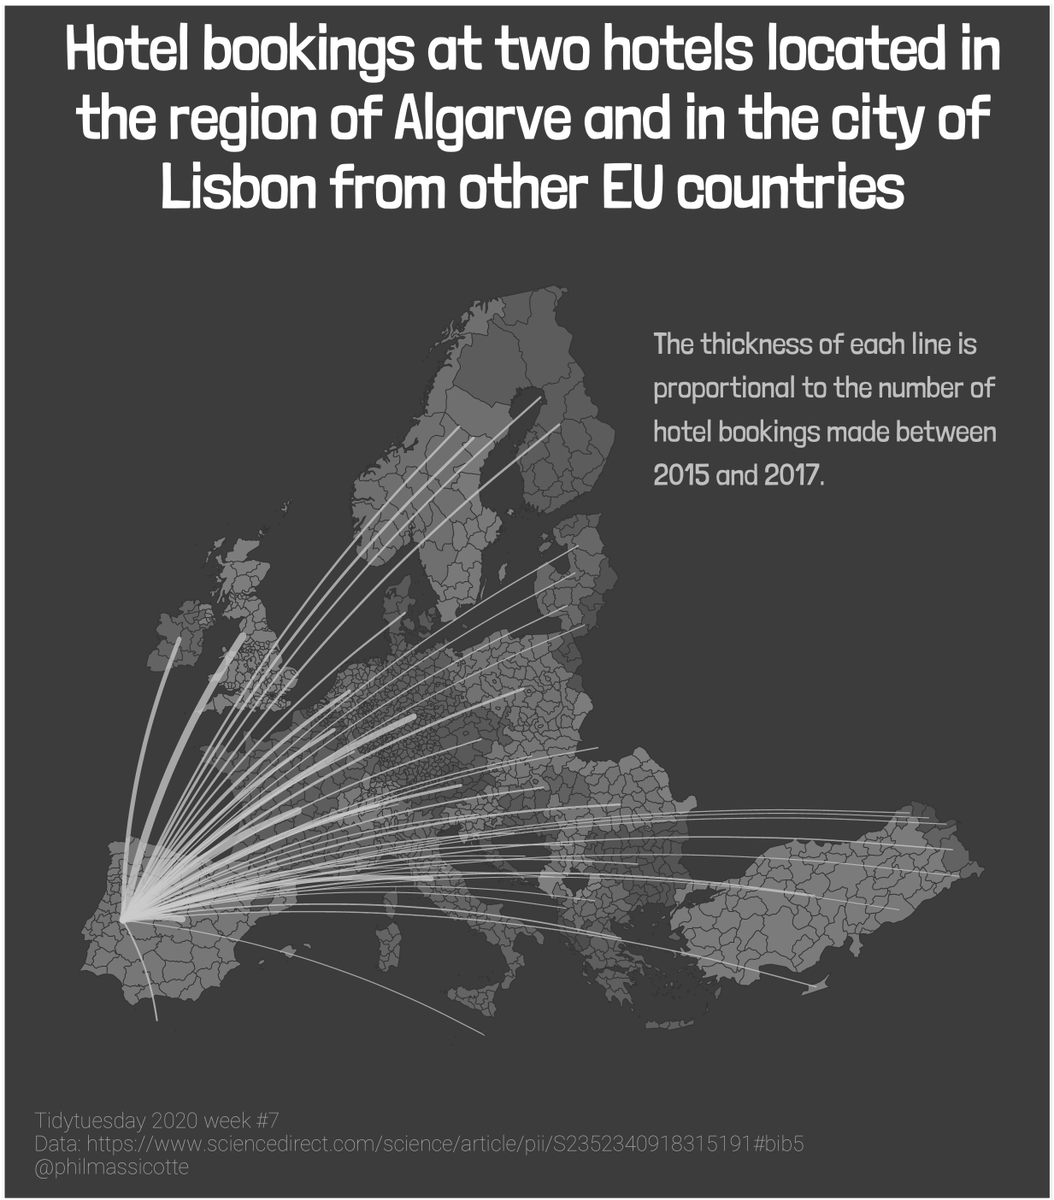 Hotel bookings at two hotels located in
the region of Algarve and in the city of
Lisbon from other EU countries
The thickness of each line is
proportional to the number of
hotel bookings made between
2015 and 2017.
Tidytuesday 2020 week #7
Data: https://www.sciencedirect.com/science/article/pii/S2352340918315191#bib5
@philmassicotte